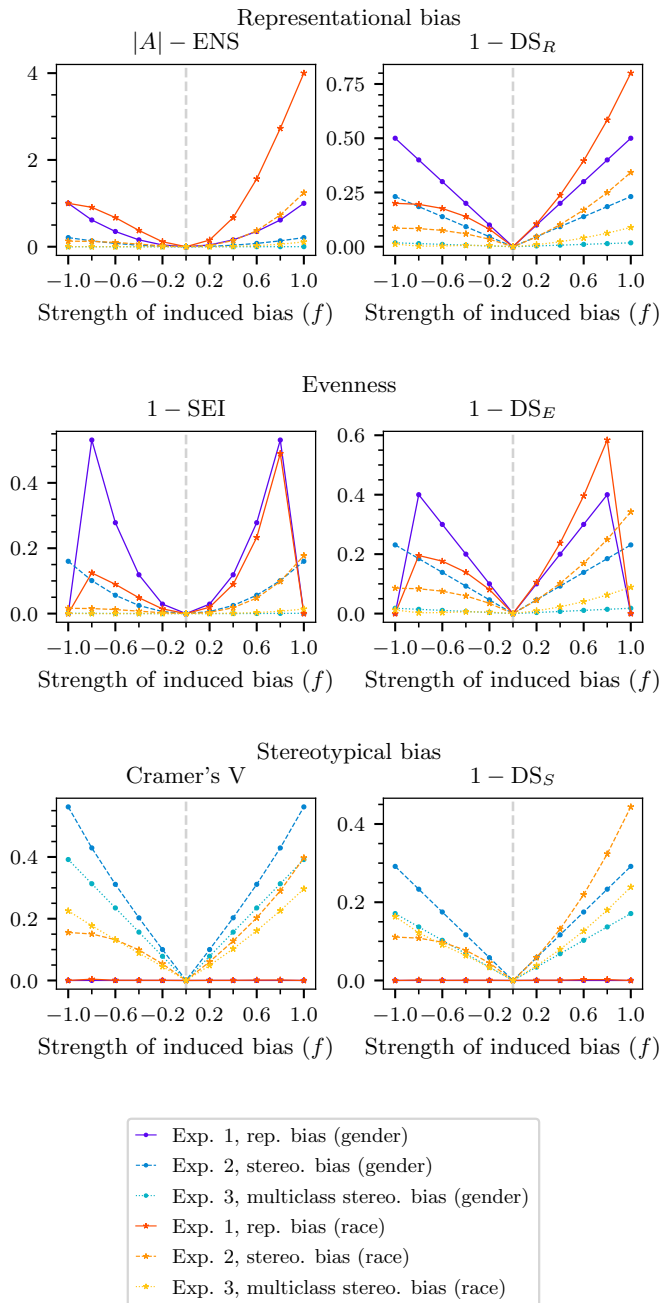 Representational bias
|A| − ENS
1 − DS_R
4
2
0
0.75
0.50
0.25
0.00
−1.0 −0.6 −0.2 0.2 0.6 1.0
−1.0 −0.6 −0.2 0.2 0.6 1.0
Strength of induced bias (f)
Strength of induced bias (f)
Evenness
1 − SEI
1 − DS_E
0.4
0.2
0.0
0.6
0.4
0.2
0.0
−1.0 −0.6 −0.2 0.2 0.6 1.0
−1.0 −0.6 −0.2 0.2 0.6 1.0
Strength of induced bias (f)
Strength of induced bias (f)
Stereotypical bias
Cramer's V
1 − DS_S
0.4
0.2
0.0
0.4
0.2
0.0
−1.0 −0.6 −0.2 0.2 0.6 1.0
−1.0 −0.6 −0.2 0.2 0.6 1.0
Strength of induced bias (f)
Strength of induced bias (f)
Exp. 1, rep. bias (gender)
Exp. 2, stereo. bias (gender)
Exp. 3, multiclass stereo. bias (gender)
Exp. 1, rep. bias (race)
Exp. 2, stereo. bias (race)
Exp. 3, multiclass stereo. bias (race)